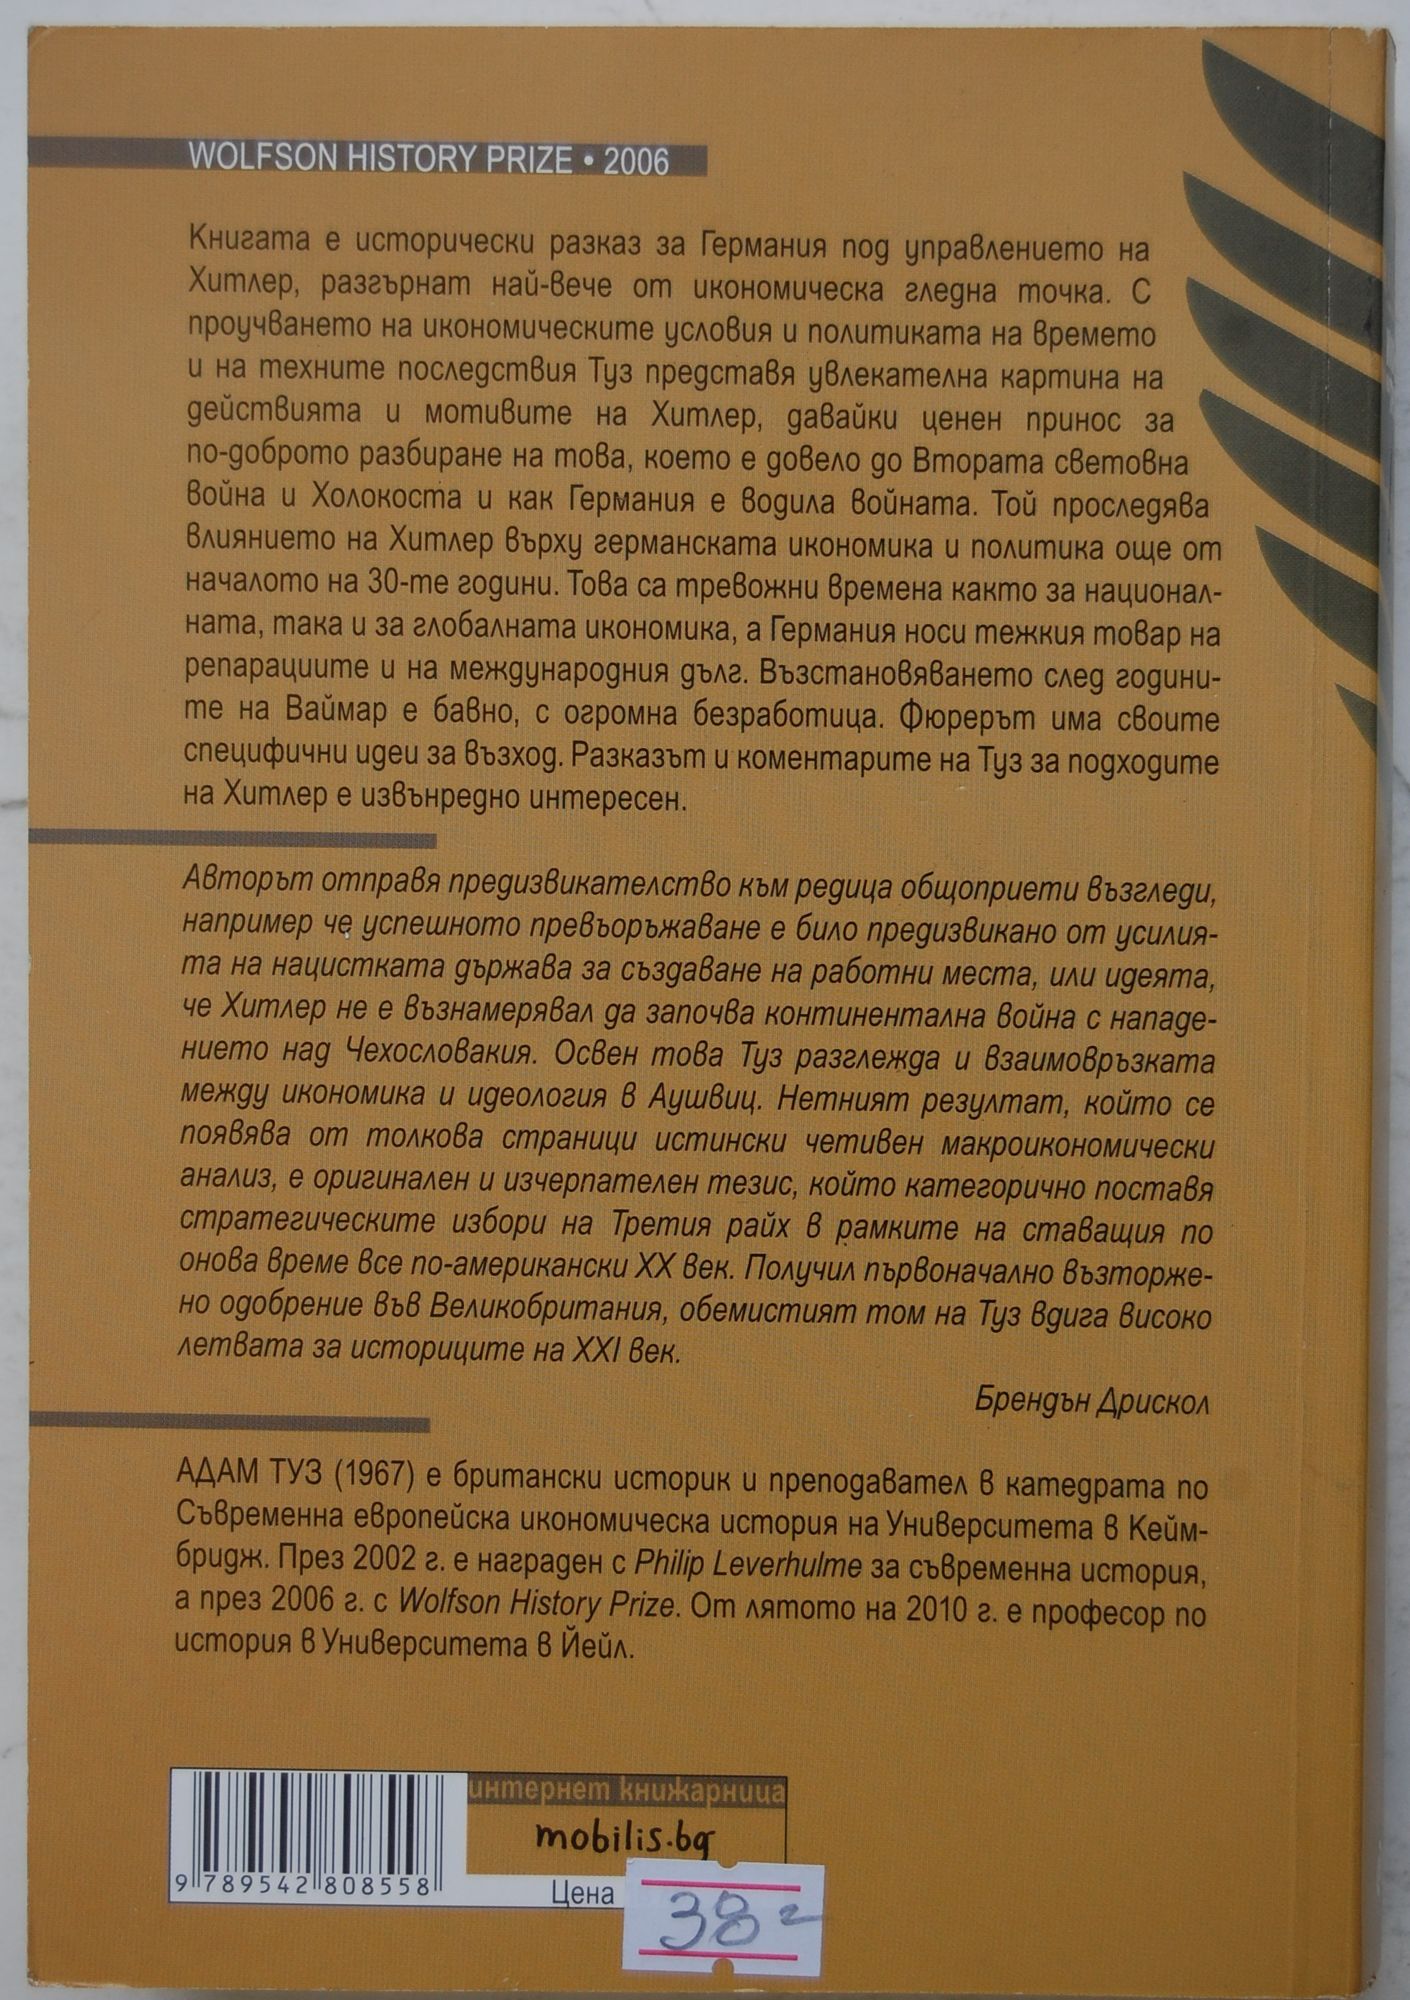 WOLFSON HISTORY PRIZE • 2006
Книгата е исторически разказ за Германия под управлението на
Хитлер, разгърнат най-вече от икономическа гледна точка. С
проучването на икономическите условия и политиката на времето
и на техните последствия Туз представя увлекателна картина на
действията и мотивите на Хитлер, давайки ценен принос за
по-доброто разбиране на това, което е довело до Втората световна
война и Холокоста и как Германия е водила войната. Той проследява
влиянието на Хитлер върху германската икономика и политика още от
началото на 30-те години. Това са тревожни времена както за национал-
ната, така и за глобалната икономика, а Германия носи тежкия товар на
репарациите и на международния дълг. Възстановяването след години-
те на Ваймар е бавно, с огромна безработица. Фюрерът има своите
специфични идеи за възход. Разказът и коментарите на Туз за подходите
на Хитлер е извънредно интересен.
Авторът отправя предизвикателство към редица общоприети възгледи,
например че успешното превъоръжаване е било предизвикано от усилия-
та на нацистката държава за създаване на работни места, или идеята,
че Хитлер не е възнамерявал да започва континентална война с нападе-
нието над Чехословакия. Освен това Туз разглежда и взаимовръзката
между икономика и идеология в Аушвиц. Нетният резултат, който се
появява от толкова страници истински четивен макроикономически
анализ, е оригинален и изчерпателен тезис, който категорично поставя
стратегическите избори на Третия райх в рамките на ставащия по
онова време все по-американски XX век. Получил първоначално възторже-
но одобрение във Великобритания, обемистият том на Туз вдига високо
летвата за историците на XXI век.
Брендън Дрискол
АДАМ ТУЗ (1967) е британски историк и преподавател в катедрата по
Съвременна европейска икономическа история на Университета в Кейм-
бридж. През 2002 г. е награден с Philip Leverhulme за съвременна история,
а през 2006 г. с Wolfson History Prize. От лятото на 2010 г. е професор по
история в Университета в Йейл.
интернет книжарница
mobilis.bg
9 789542 808558
Цена
38